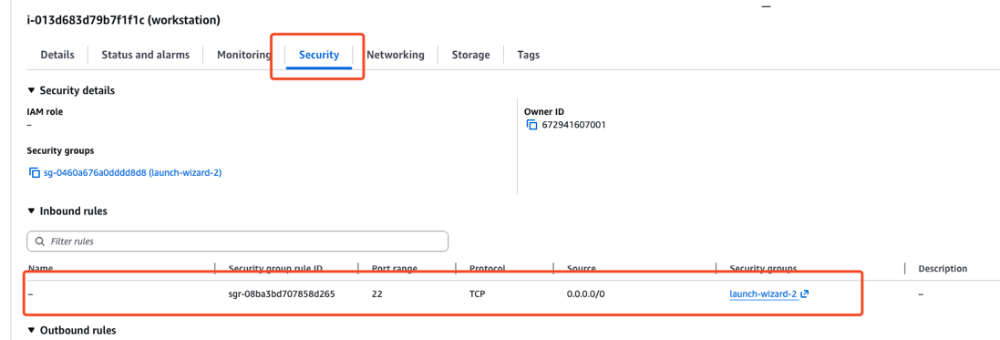 i-013d683d79b7f1f1c (workstation)
Details Status and alarms Monitoring Security Networking Storage Tags
Security details
IAM role Owner ID
– 672941607001
Security groups
sg-0460a676a0dddd8d8 (launch-wizard-2)
Inbound rules
Filter rules
Name Security group rule ID Port range Protocol Source Security groups Description
– sgr-08ba3bd707858d265 22 TCP 0.0.0.0/0 launch-wizard-2 –
Outbound rules